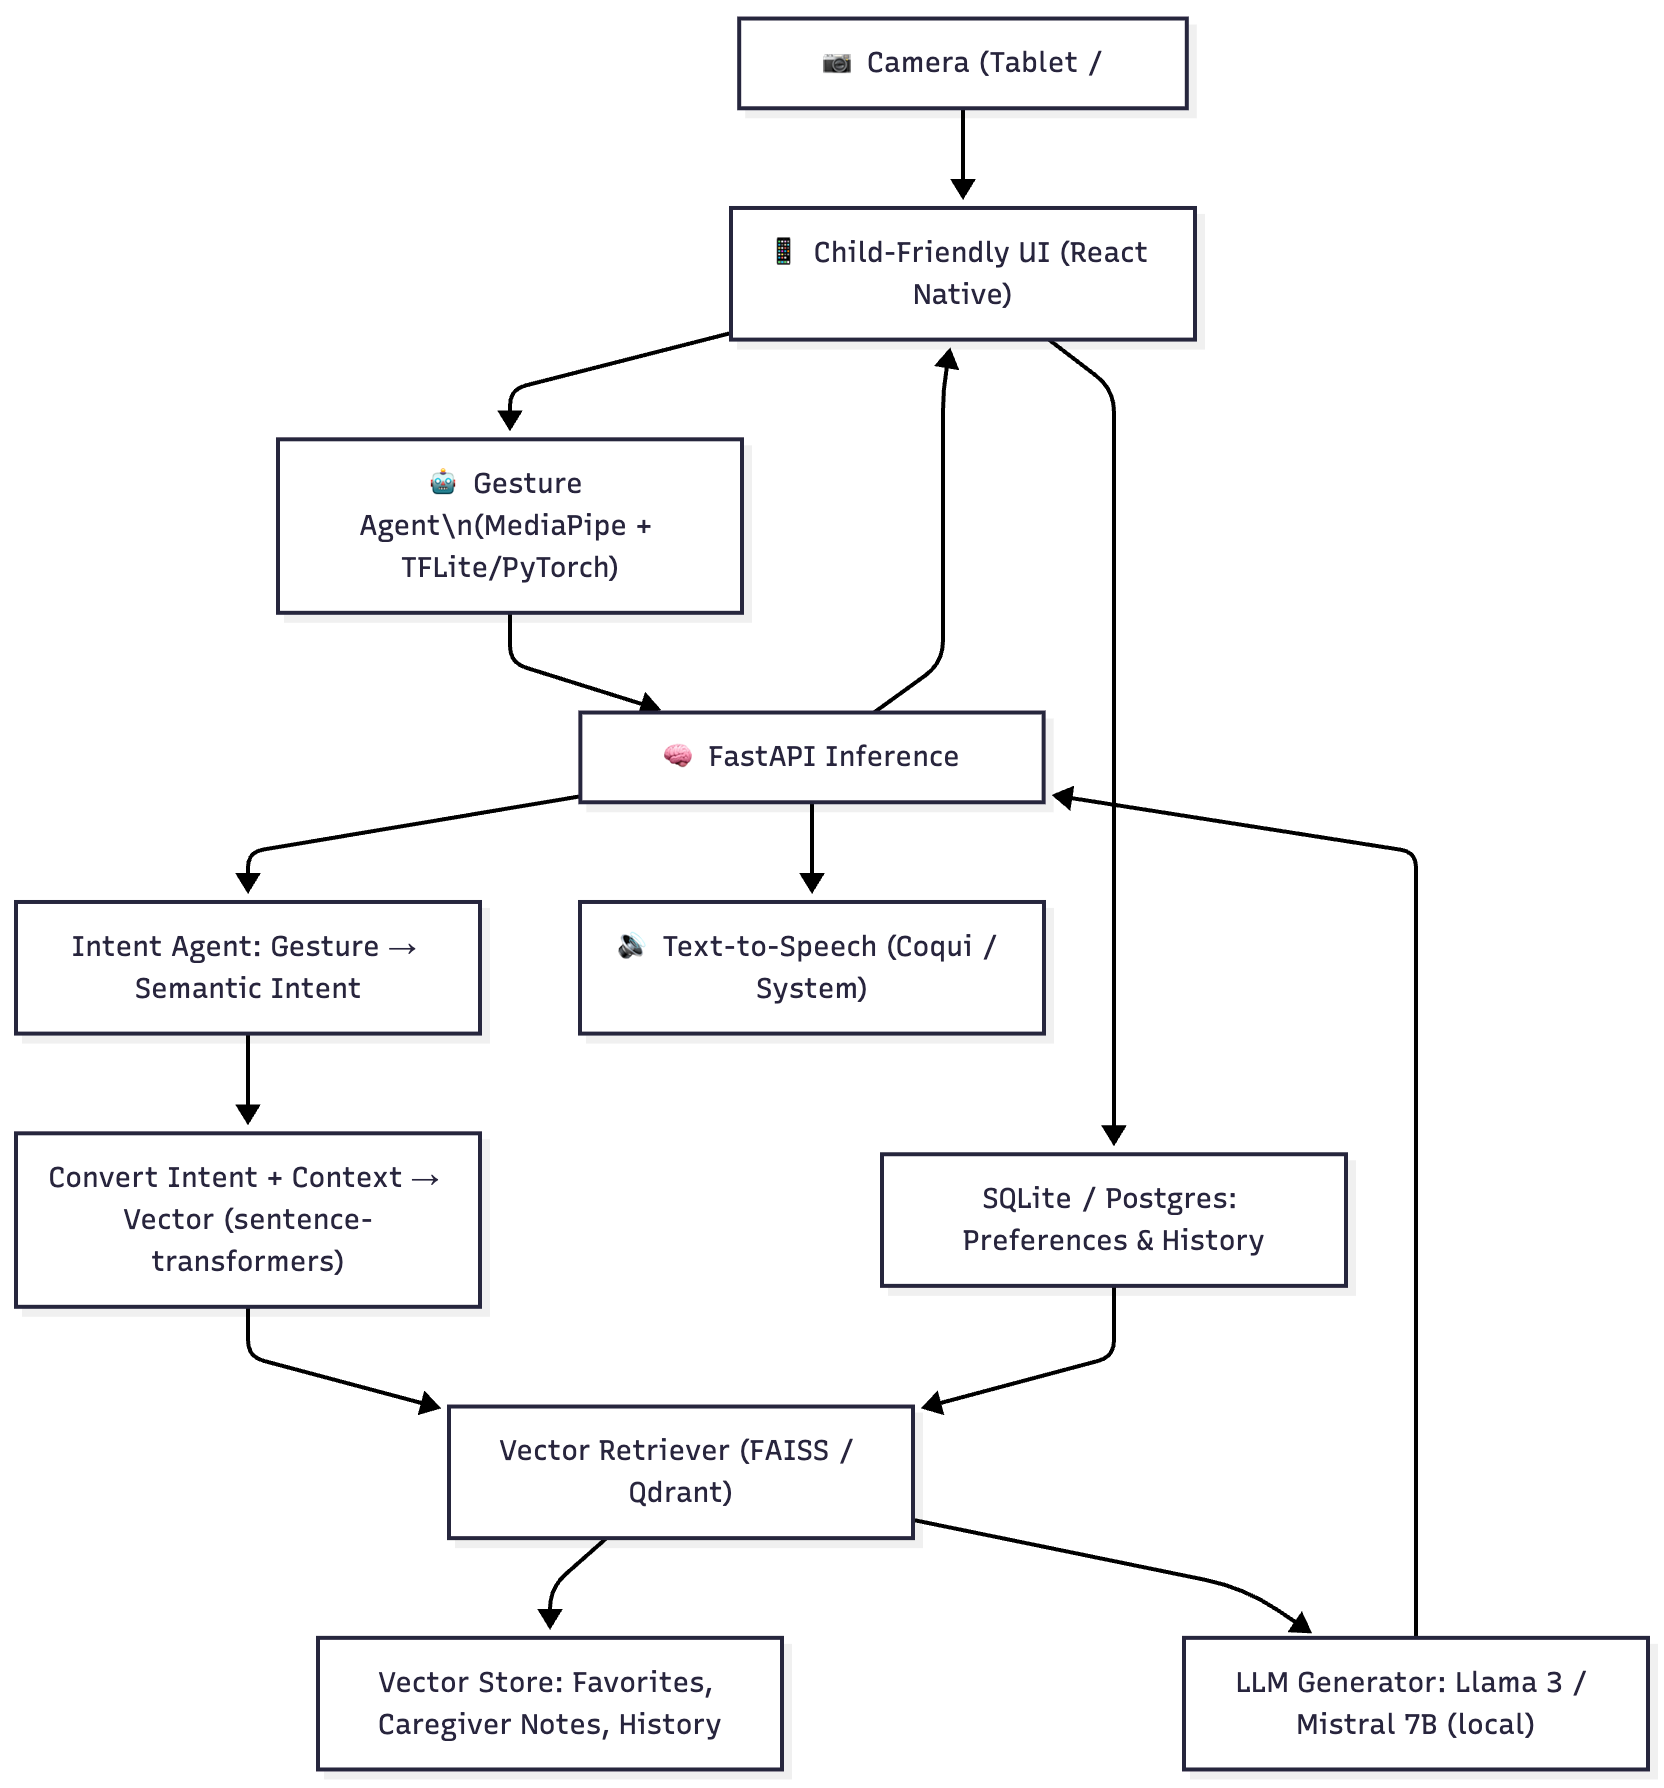 📷 Camera (Tablet /
📱 Child-Friendly UI (React
Native)
🤖 Gesture
Agent\n(MediaPipe +
TFLite/PyTorch)
🧠 FastAPI Inference
Intent Agent: Gesture →
Semantic Intent
🔊 Text-to-Speech (Coqui /
System)
Convert Intent + Context →
Vector (sentence-
transformers)
SQLite / Postgres:
Preferences & History
Vector Retriever (FAISS /
Qdrant)
Vector Store: Favorites,
Caregiver Notes, History
LLM Generator: Llama 3 /
Mistral 7B (local)